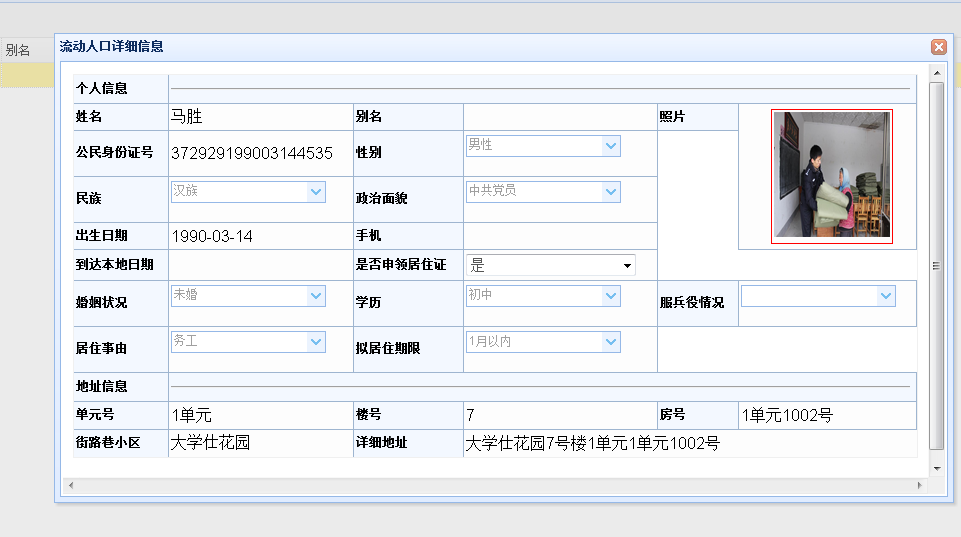 别名
流动人口详细信息
个人信息
姓名 马胜 别名 照片
公民身份证号 372929199003144535 性别 男性
民族 汉族 政治面貌 中共党员
出生日期 1990-03-14 手机
到达本地日期 是否申领居住证 是
婚姻状况 未婚 学历 初中 服兵役情况
居住事由 务工 拟居住期限 1月以内
地址信息
单元号 1单元 楼号 7 房号 1单元1002号
街路巷小区 大学仕花园 详细地址 大学仕花园7号楼1单元1单元1002号